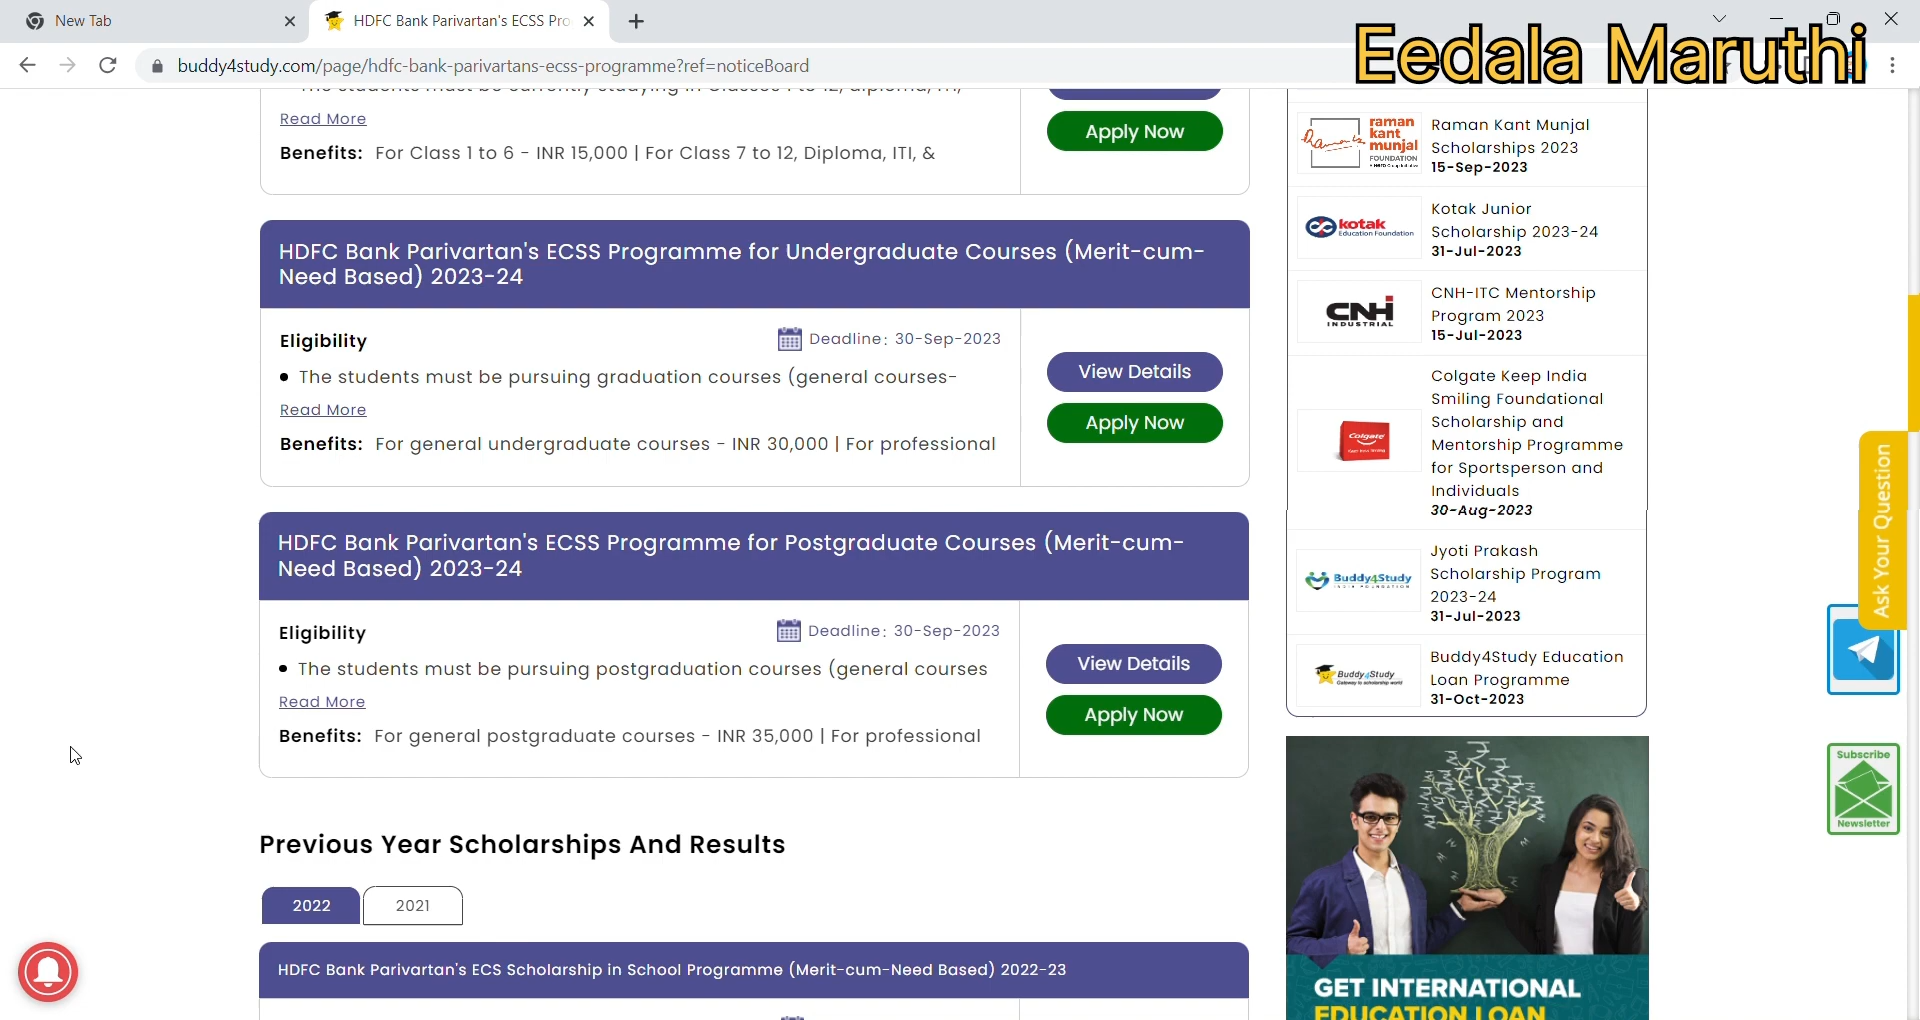 New Tab
HDFC Bank Parivartan's ECSS Pro
Eedala Maruthi
buddy4study.com/page/hdfc-bank-parivartans-ecss-programme?ref=noticeBoard
Read More
Benefits: For Class 1 to 6 - INR 15,000 | For Class 7 to 12, Diploma, ITI, &
Apply Now
HDFC Bank Parivartan's ECSS Programme for Undergraduate Courses (Merit-cum-
Need Based) 2023-24
Eligibility
Deadline: 30-Sep-2023
• The students must be pursuing graduation courses (general courses-
Read More
Benefits: For general undergraduate courses - INR 30,000 | For professional
View Details
Apply Now
HDFC Bank Parivartan's ECSS Programme for Postgraduate Courses (Merit-cum-
Need Based) 2023-24
Eligibility
Deadline: 30-Sep-2023
• The students must be pursuing postgraduation courses (general courses
Read More
Benefits: For general postgraduate courses - INR 35,000 | For professional
View Details
Apply Now
Previous Year Scholarships And Results
2022
2021
HDFC Bank Parivartan's ECS Scholarship in School Programme (Merit-cum-Need Based) 2022-23
raman
kant
munjal
FOUNDATION
Raman Kant Munjal
Scholarships 2023
15-Sep-2023
kotak
Education Foundation
Kotak Junior
Scholarship 2023-24
31-Jul-2023
CNH
INDUSTRIAL
CNH-ITC Mentorship
Program 2023
15-Jul-2023
Colgate
Colgate Keep India
Smiling Foundational
Scholarship and
Mentorship Programme
for Sportsperson and
Individuals
30-Aug-2023
Buddy4Study
INDIA FOUNDATION
Jyoti Prakash
Scholarship Program
2023-24
31-Jul-2023
Buddy4Study
Gateway to scholarship world
Buddy4Study Education
Loan Programme
31-Oct-2023
GET INTERNATIONAL
EDUCATION LOAN
Ask Your Question
Subscribe
Newsletter